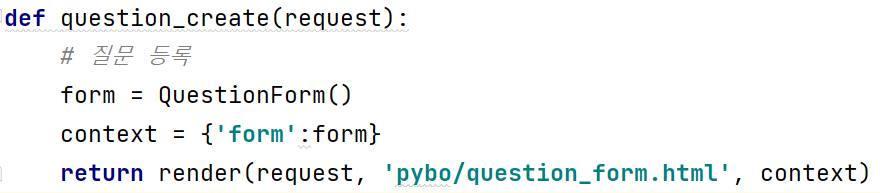 def question_create(request):
    # 질문 등록
    form = QuestionForm()
    context = {'form':form}
    return render(request, 'pybo/question_form.html', context)